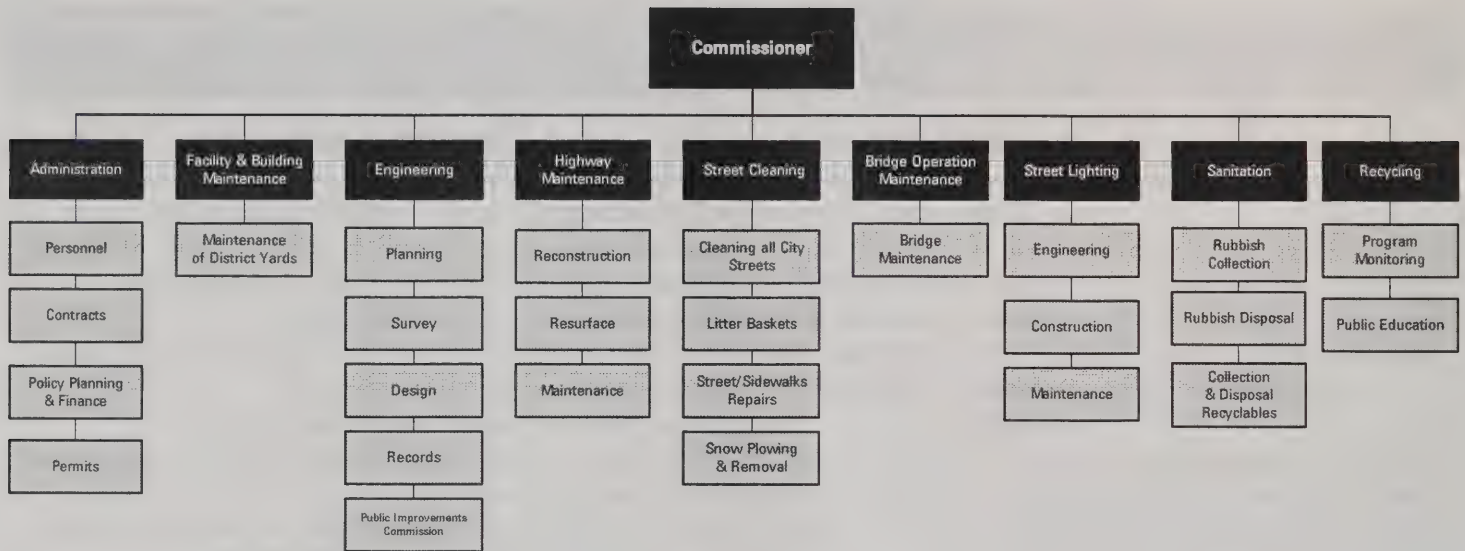 Commissioner
Administration
Personnel
Contracts
Policy Planning
& Finance
Permits
Facility & Building
Maintenance
Maintenance
of District Yards
Engineering
Planning
Survey
Design
Records
Public Improvements
Commission
Highway
Maintenance
Reconstruction
Resurface
Maintenance
Street Cleaning
Cleaning all City
Streets
Litter Baskets
Street/Sidewalks
Repairs
Snow Plowing
& Removal
Bridge Operation
Maintenance
Bridge
Maintenance
Street Lighting
Engineering
Construction
Maintenance
Sanitation
Rubbish
Collection
Rubbish Disposal
Collection
& Disposal
Recyclables
Recycling
Program
Monitoring
Public Education